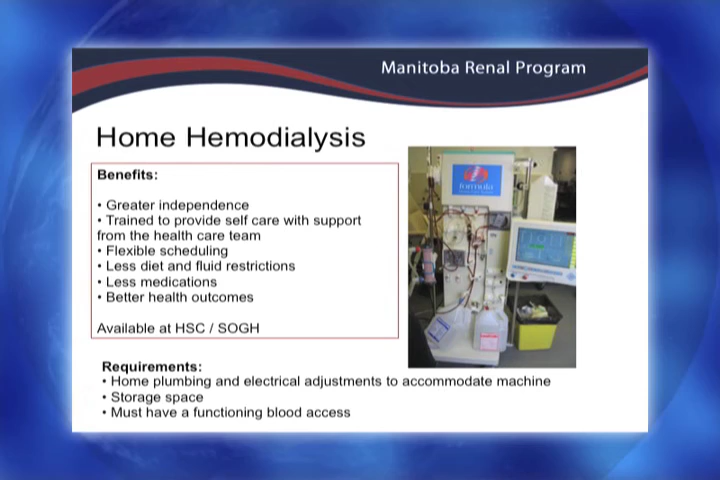 Manitoba Renal Program
Home Hemodialysis
Benefits:
• Greater independence
• Trained to provide self care with support
from the health care team
• Flexible scheduling
• Less diet and fluid restrictions
• Less medications
• Better health outcomes
Available at HSC / SOGH
formula
Requirements:
• Home plumbing and electrical adjustments to accommodate machine
• Storage space
• Must have a functioning blood access